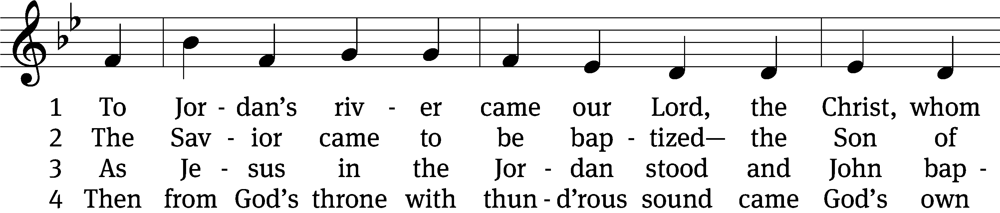 1 To Jor - dan’s riv - er came our Lord, the Christ, whom
2 The Sav - ior came to be bap - tized— the Son of
3 As Je - sus in the Jor - dan stood and John bap -
4 Then from God’s throne with thun - d’rous sound came God’s own